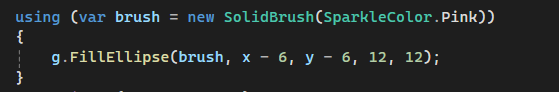 using (var brush = new SolidBrush(SparkleColor.Pink))
{
    g.FillEllipse(brush, x - 6, y - 6, 12, 12);
}